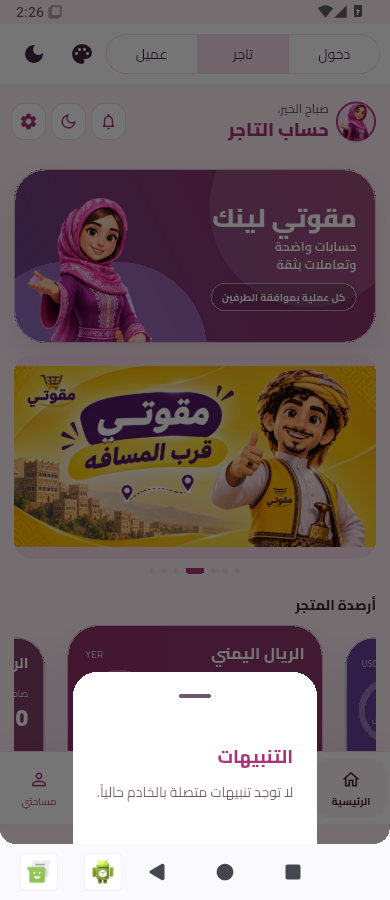 2:26
دخول
تاجر
عميل
صباح الخير،
حساب التاجر
مقوتي لينك
حسابات واضحة
وتعاملات بثقة
كل عملية بموافقة الطرفين
مقوتي
مقوتي
قرب المسافه
أرصدة المتجر
الريال اليمني
YER
USD
التنبيهات
لا توجد تنبيهات متصلة بالخادم حالياً.
الرئيسية
مساحتي